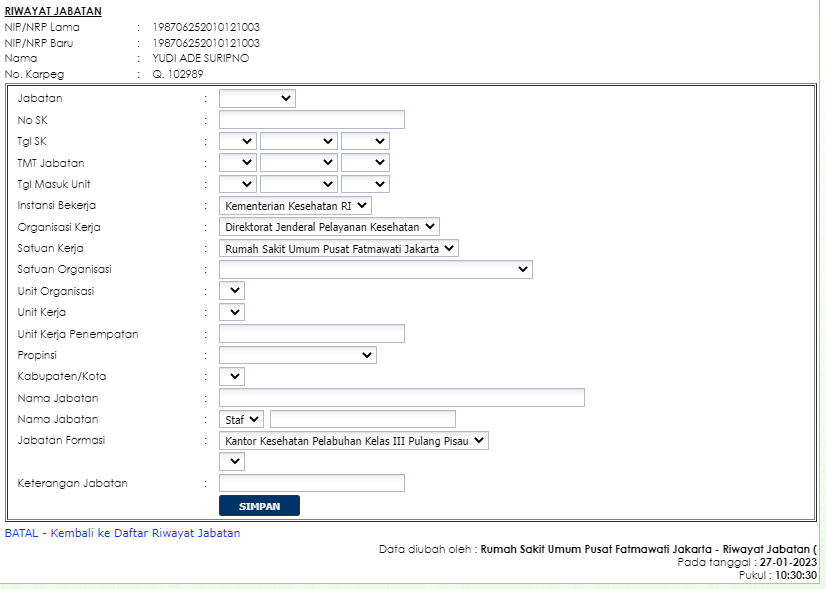 RIWAYAT JABATAN
NIP/NRP Lama : 198706252010121003
NIP/NRP Baru : 198706252010121003
Nama : YUDI ADE SURIPNO
No. Karpeg : Q. 102989
Jabatan :
No SK :
Tgl SK :
TMT Jabatan :
Tgl Masuk Unit :
Instansi Bekerja : Kementerian Kesehatan RI
Organisasi Kerja : Direktorat Jenderal Pelayanan Kesehatan
Satuan Kerja : Rumah Sakit Umum Pusat Fatmawati Jakarta
Satuan Organisasi :
Unit Organisasi :
Unit Kerja :
Unit Kerja Penempatan :
Propinsi :
Kabupaten/Kota :
Nama Jabatan :
Nama Jabatan : Staf
Jabatan Formasi : Kantor Kesehatan Pelabuhan Kelas III Pulang Pisau
Keterangan Jabatan :
SIMPAN
BATAL - Kembali ke Daftar Riwayat Jabatan
Data diubah oleh : Rumah Sakit Umum Pusat Fatmawati Jakarta - Riwayat Jabatan (
Pada tanggal : 27-01-2023
Pukul : 10:30:30